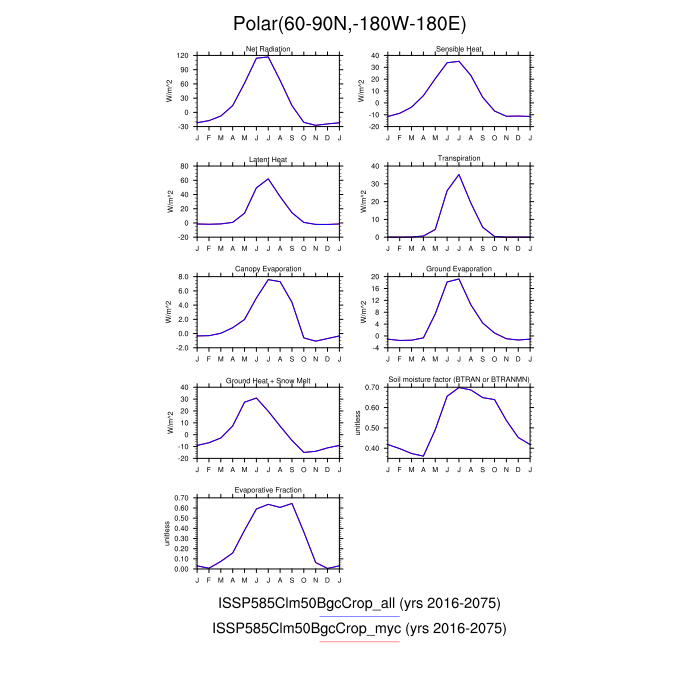 Polar(60-90N,-180W-180E)
Net Radiation
W/m^2
120
90
60
30
0
-30
J F M A M J J A S O N D J
Sensible Heat
W/m^2
40
30
20
10
0
-10
-20
J F M A M J J A S O N D J
Latent Heat
W/m^2
80
60
40
20
0
-20
J F M A M J J A S O N D J
Transpiration
W/m^2
40
30
20
10
0
J F M A M J J A S O N D J
Canopy Evaporation
W/m^2
8.0
6.0
4.0
2.0
0.0
-2.0
J F M A M J J A S O N D J
Ground Evaporation
W/m^2
20
16
12
8
4
0
-4
J F M A M J J A S O N D J
Ground Heat + Snow Melt
W/m^2
40
30
20
10
0
-10
-20
J F M A M J J A S O N D J
Soil moisture factor (BTRAN or BTRANMN)
unitless
0.70
0.60
0.50
0.40
J F M A M J J A S O N D J
Evaporative Fraction
unitless
0.70
0.60
0.50
0.40
0.30
0.20
0.10
0.00
J F M A M J J A S O N D J
ISSP585Clm50BgcCrop_all (yrs 2016-2075)
ISSP585Clm50BgcCrop_myc (yrs 2016-2075)